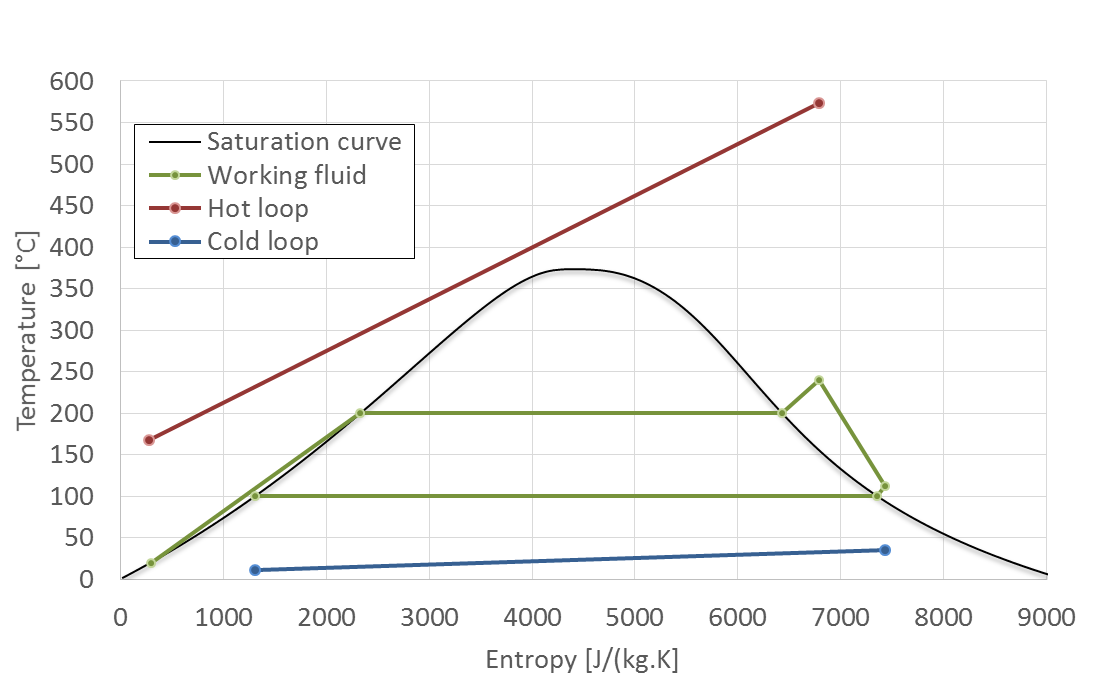 600
550
500
450
400
350
300
250
200
150
100
50
0
Temperature [°C]
Saturation curve
Working fluid
Hot loop
Cold loop
0 1000 2000 3000 4000 5000 6000 7000 8000 9000
Entropy [J/(kg.K]